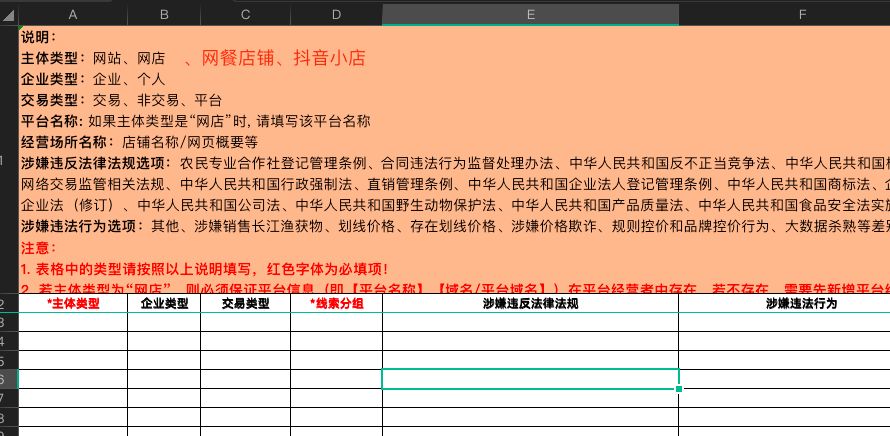 A B C D E F
说明：
主体类型：网站、网店 、网餐店铺、抖音小店
企业类型：企业、个人
交易类型：交易、非交易、平台
平台名称: 如果主体类型是“网店”时, 请填写该平台名称
经营场所名称：店铺名称/网页概要等
1
涉嫌违反法律法规选项：农民专业合作社登记管理条例、合同违法行为监督处理办法、中华人民共和国反不正当竞争法、中华人民共和国
网络交易监管相关法规、中华人民共和国行政强制法、直销管理条例、中华人民共和国企业法人登记管理条例、中华人民共和国商标法、
企业法（修订）、中华人民共和国公司法、中华人民共和国野生动物保护法、中华人民共和国产品质量法、中华人民共和国食品安全法实施
涉嫌违法行为选项：其他、涉嫌销售长江渔获物、划线价格、存在划线价格、涉嫌价格欺诈、规则控价和品牌控价行为、大数据杀熟等差别
注意：
1. 表格中的类型请按照以上说明填写，红色字体为必填项！
2. 若主体类型为“网店”，则必须保证平台信息（即【平台名称】【域名/平台域名】）在平台经营者中存在，若不存在，需要先新增平台经
2 *主体类型 企业类型 交易类型 *线索分组 涉嫌违反法律法规 涉嫌违法行为
3
4
5
6
7
8